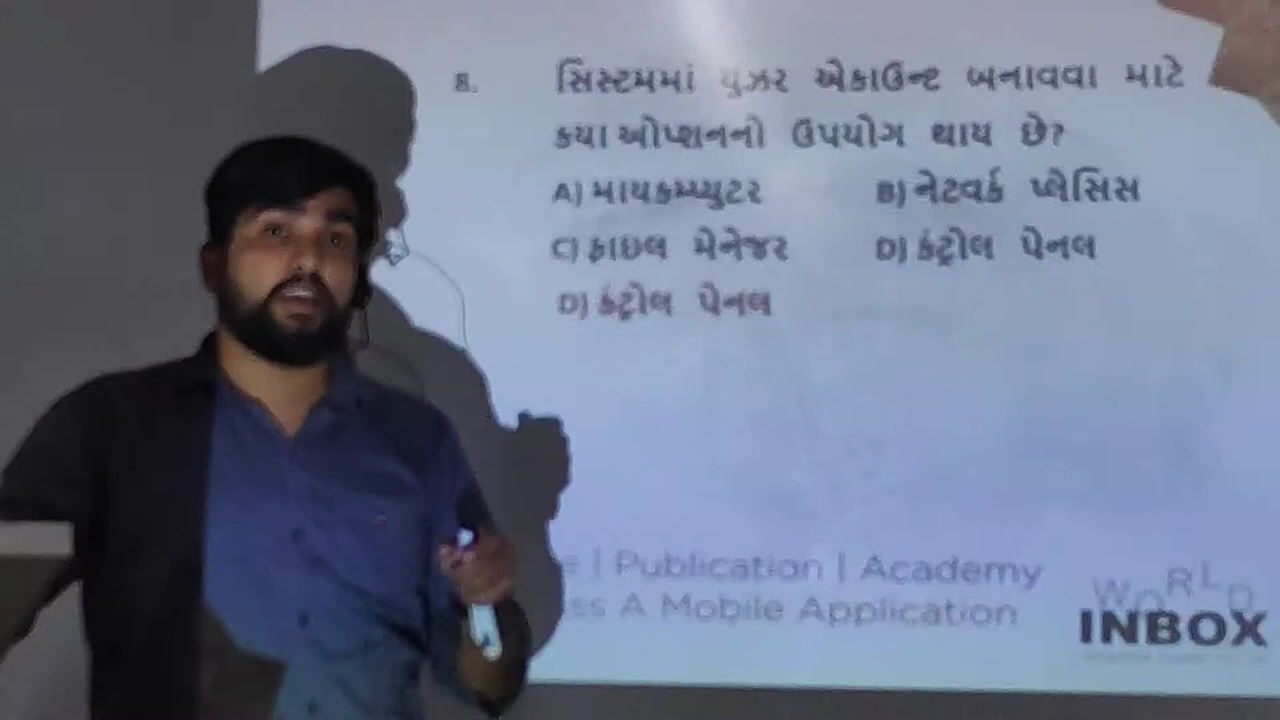 8. સિસ્ટમમાં યુઝર એકાઉન્ટ બનાવવા માટે
કયા ઓપ્શનનો ઉપયોગ થાય છે?
A) માયકમ્પ્યુટર B) નેટવર્ક પ્લેસિસ
C) ફાઇલ મેનેજર D) કંટ્રોલ પેનલ
D) કંટ્રોલ પેનલ
| Publication | Academy
A Mobile Application
WORLD
INBOX